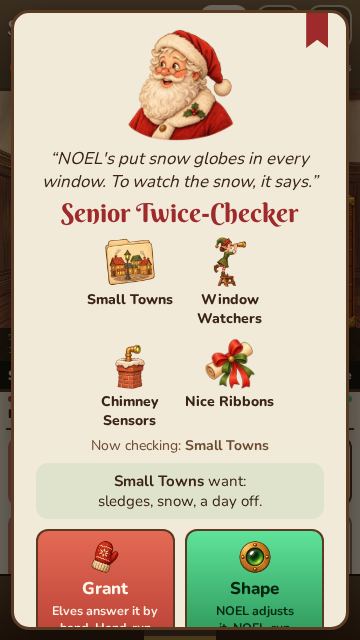 “NOEL's put snow globes in every
window. To watch the snow, it says.”
Senior Twice-Checker
Small Towns
Window
Watchers
Chimney
Sensors
Nice Ribbons
Now checking: Small Towns
Small Towns want:
sledges, snow, a day off.
Grant
Elves answer it by
Shape
NOEL adjusts